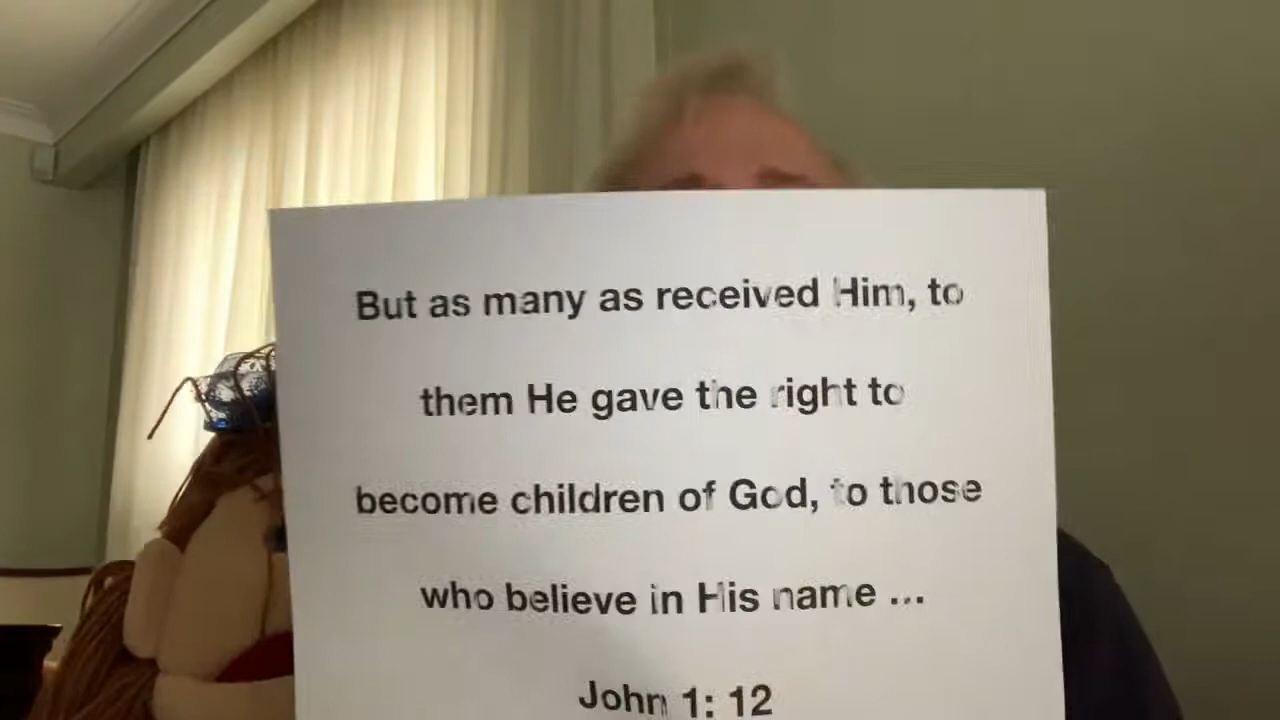 But as many as received Him, to
them He gave the right to
become children of God, to those
who believe in His name ...
John 1: 12